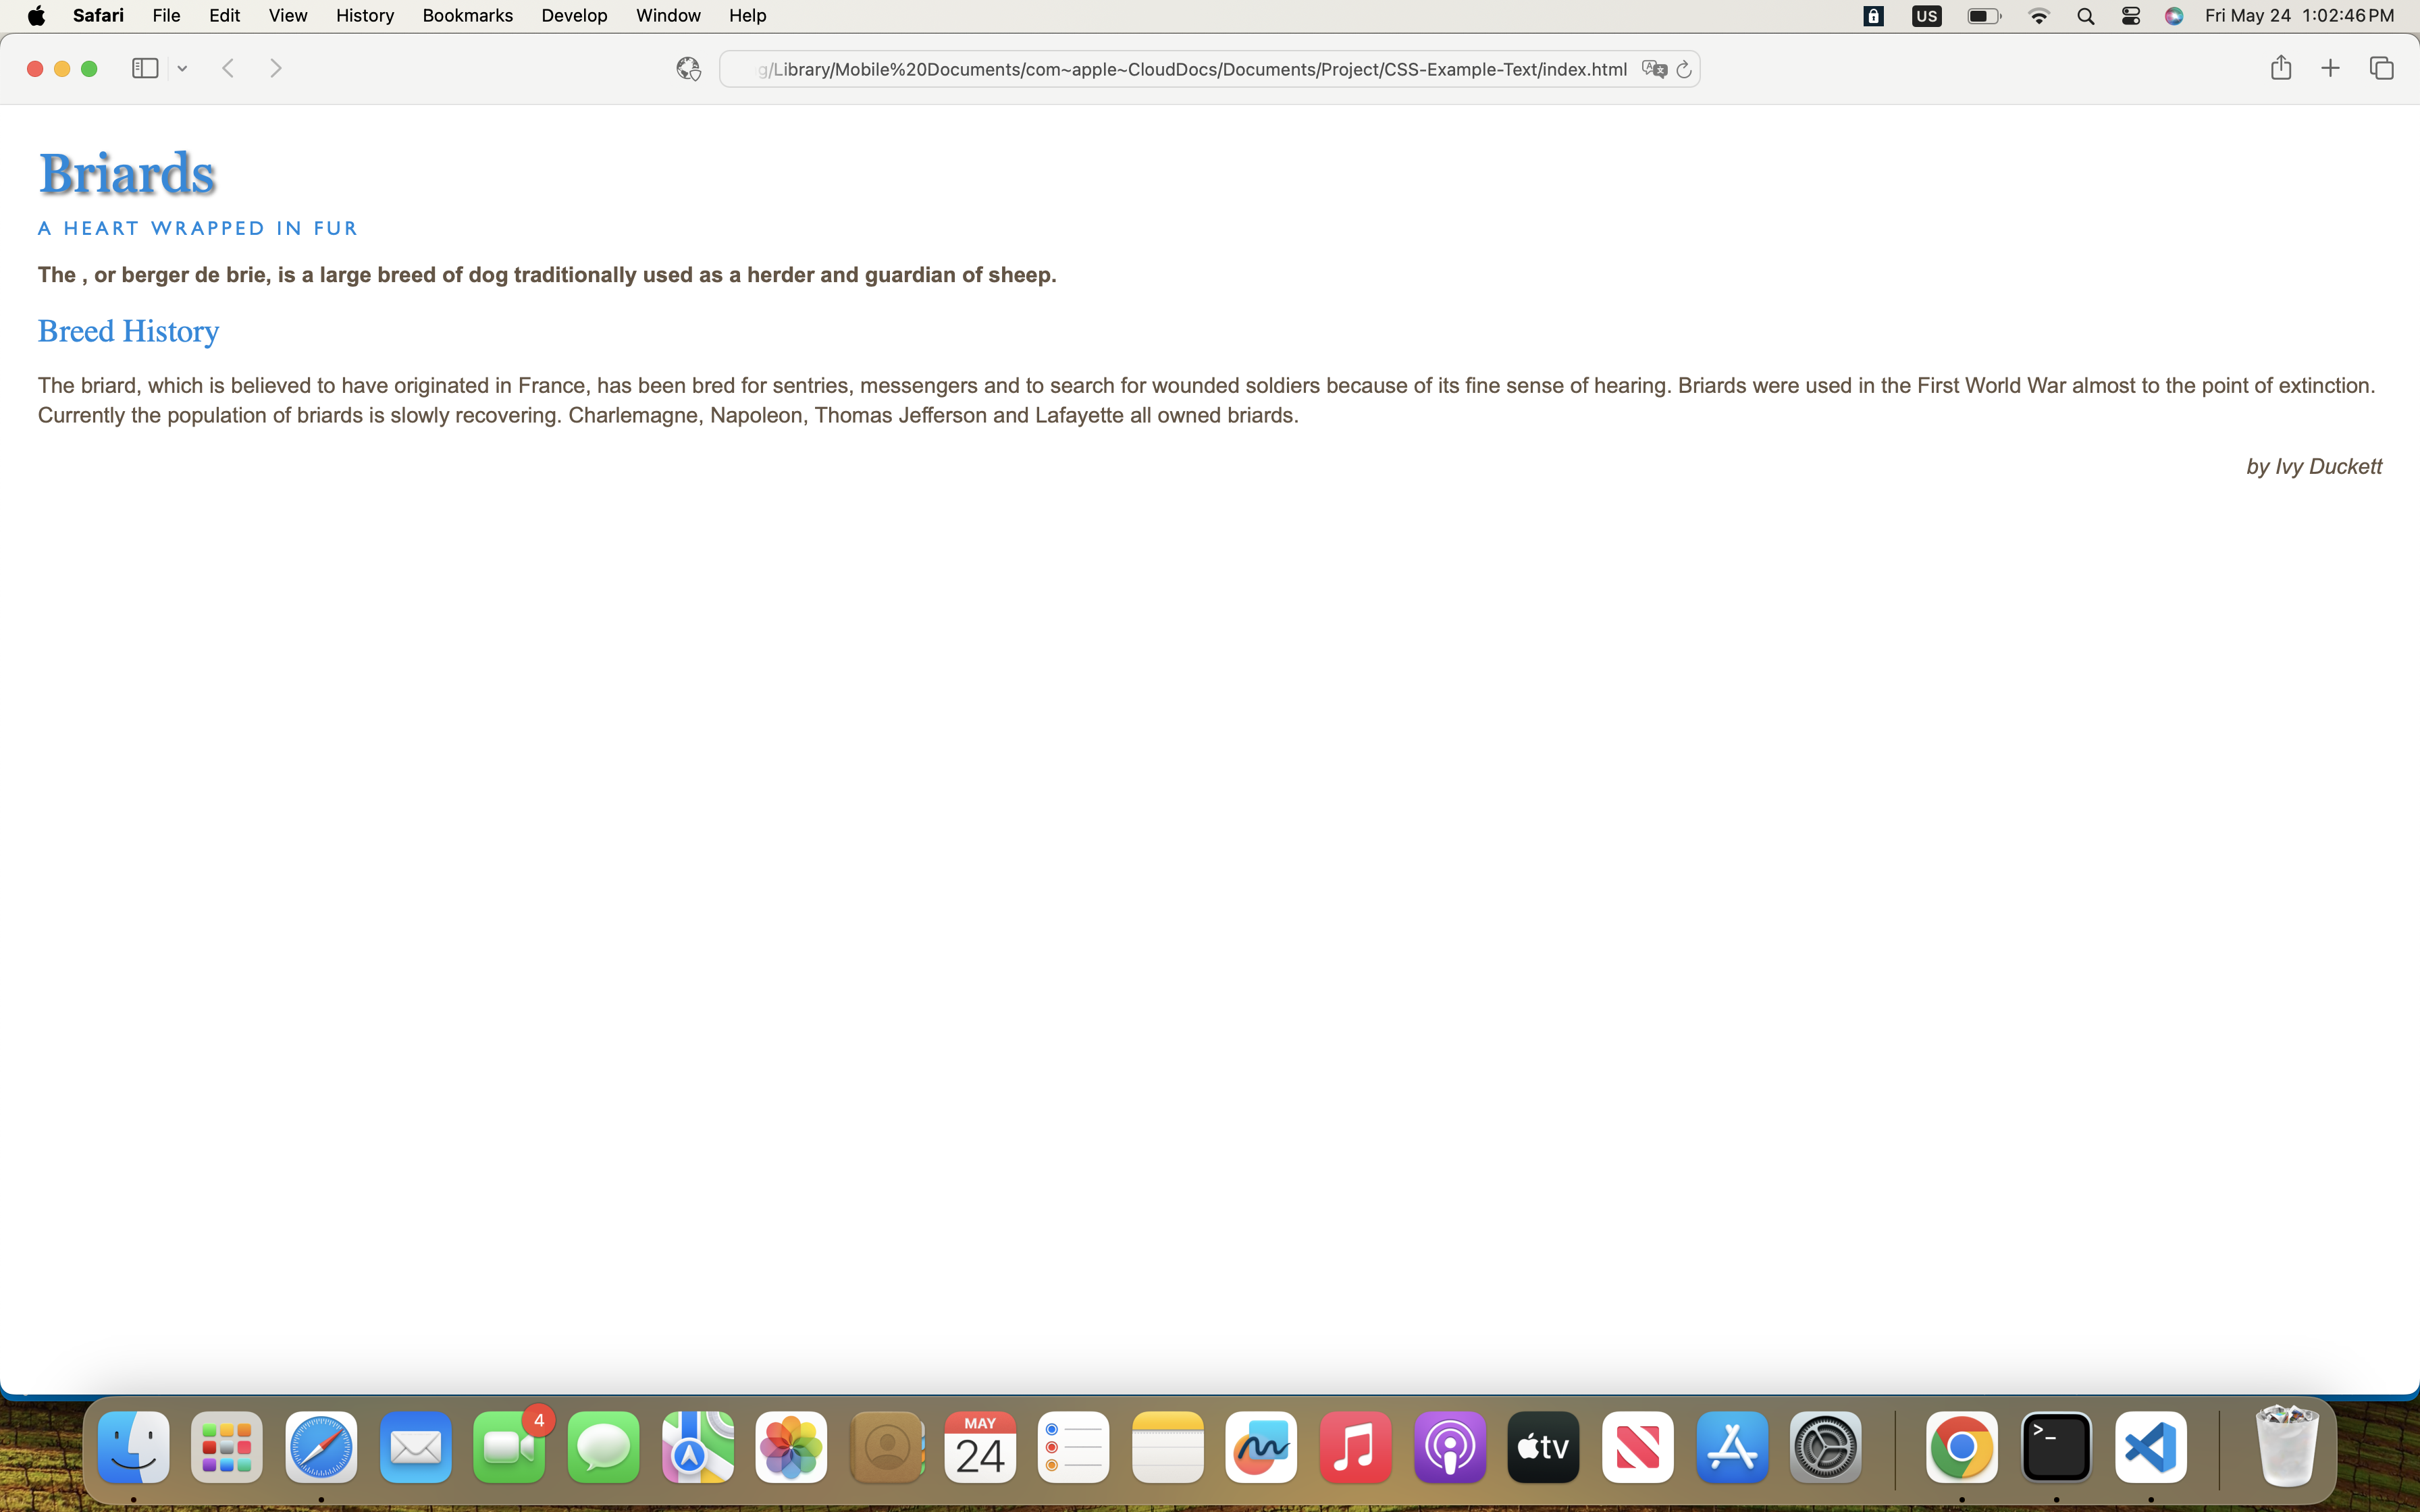 Safari File Edit View History Bookmarks Develop Window Help US Fri May 24 1:02:46 PM
g/Library/Mobile%20Documents/com~apple~CloudDocs/Documents/Project/CSS-Example-Text/index.html
Briards
A HEART WRAPPED IN FUR
The , or berger de brie, is a large breed of dog traditionally used as a herder and guardian of sheep.
Breed History
The briard, which is believed to have originated in France, has been bred for sentries, messengers and to search for wounded soldiers because of its fine sense of hearing. Briards were used in the First World War almost to the point of extinction.
Currently the population of briards is slowly recovering. Charlemagne, Napoleon, Thomas Jefferson and Lafayette all owned briards.
by Ivy Duckett
4
MAY
24
tv
>_